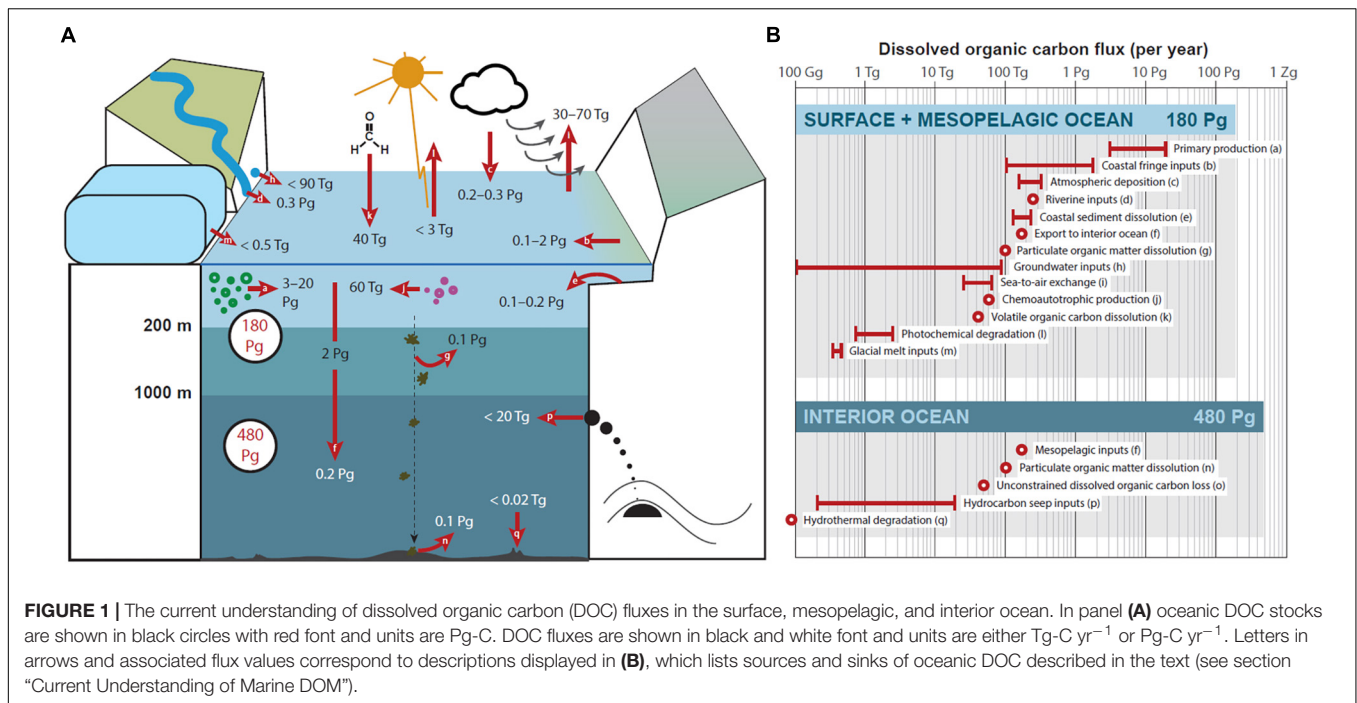 A
O
H
H
30–70 Tg
h
< 90 Tg
d
0.3 Pg
k
l
c
i
0.2–0.3 Pg
m
< 0.5 Tg
40 Tg
< 3 Tg
0.1–2 Pg
b
a
3–20
Pg
60 Tg
j
e
0.1–0.2 Pg
200 m
180
Pg
2 Pg
0.1 Pg
g
1000 m
480
Pg
f
0.2 Pg
< 20 Tg
p
< 0.02 Tg
0.1 Pg
n
q
B
Dissolved organic carbon flux (per year)
100 Gg 1 Tg 10 Tg 100 Tg 1 Pg 10 Pg 100 Pg 1 Zg
SURFACE + MESOPELAGIC OCEAN 180 Pg
Primary production (a)
Coastal fringe inputs (b)
Atmospheric deposition (c)
Riverine inputs (d)
Coastal sediment dissolution (e)
Export to interior ocean (f)
Particulate organic matter dissolution (g)
Groundwater inputs (h)
Sea-to-air exchange (i)
Chemoautotrophic production (j)
Volatile organic carbon dissolution (k)
Photochemical degradation (l)
Glacial melt inputs (m)
INTERIOR OCEAN 480 Pg
Mesopelagic inputs (f)
Particulate organic matter dissolution (n)
Unconstrained dissolved organic carbon loss (o)
Hydrocarbon seep inputs (p)
Hydrothermal degradation (q)
FIGURE 1 | The current understanding of dissolved organic carbon (DOC) fluxes in the surface, mesopelagic, and interior ocean. In panel (A) oceanic DOC stocks
are shown in black circles with red font and units are Pg-C. DOC fluxes are shown in black and white font and units are either Tg-C yr⁻¹ or Pg-C yr⁻¹. Letters in
arrows and associated flux values correspond to descriptions displayed in (B), which lists sources and sinks of oceanic DOC described in the text (see section
“Current Understanding of Marine DOM”).